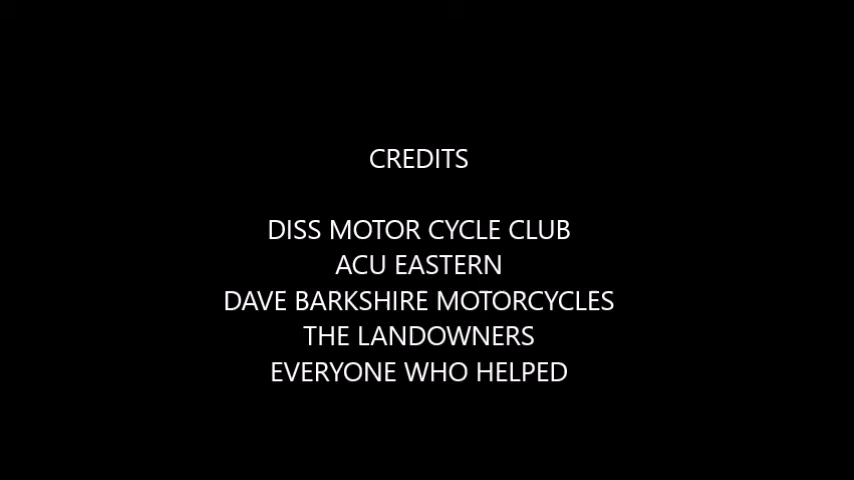 CREDITS
DISS MOTOR CYCLE CLUB
ACU EASTERN
DAVE BARKSHIRE MOTORCYCLES
THE LANDOWNERS
EVERYONE WHO HELPED